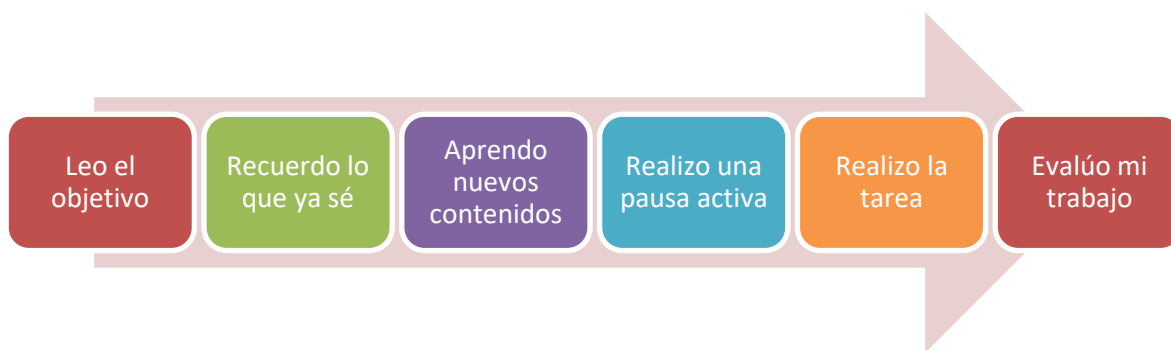 Leo el
objetivo
Recuerdo lo
que ya sé
Aprendo
nuevos
contenidos
Realizo una
pausa activa
Realizo la
tarea
Evalúo mi
trabajo